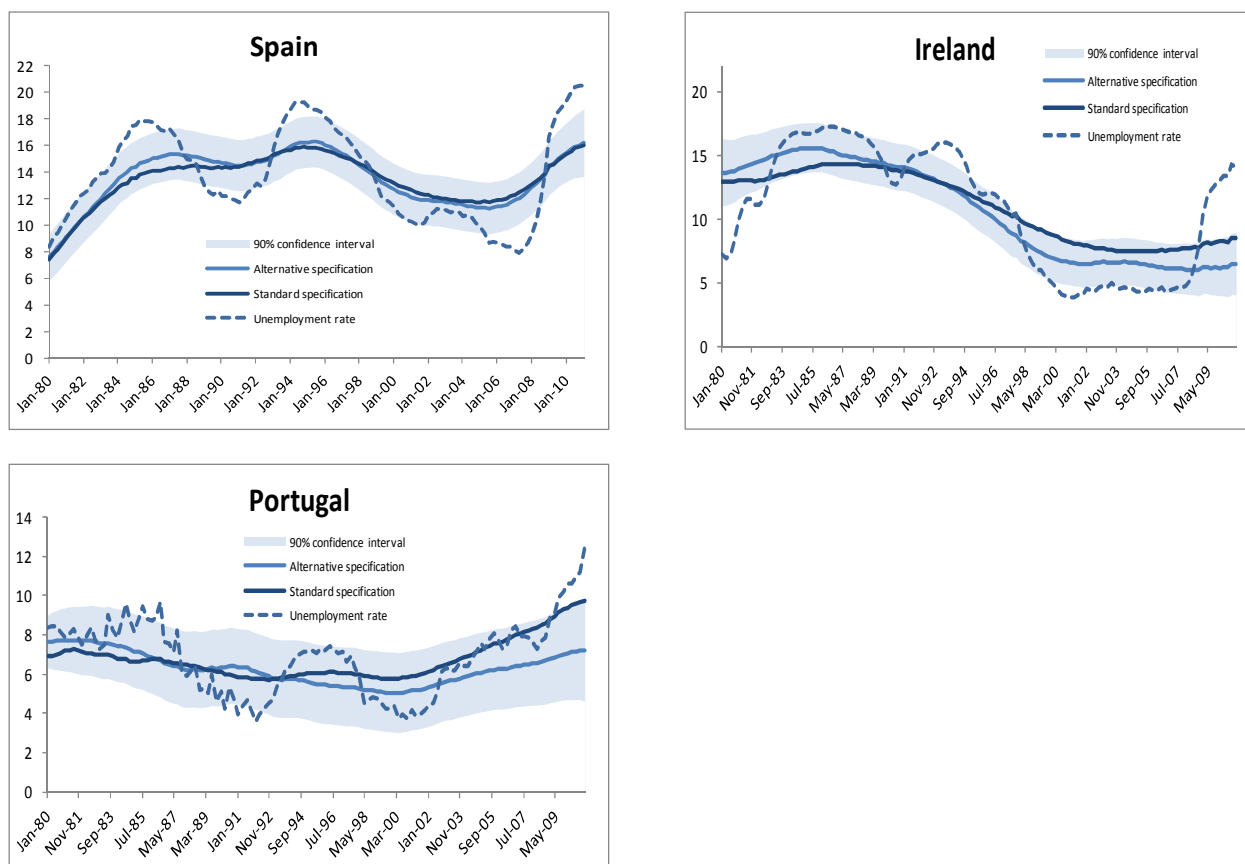 Spain
22
20
18
16
14
12
10
8
6
4
2
0
90% confidence interval
Alternative specification
Standard specification
Unemployment rate
Jan-80
Jan-82
Jan-84
Jan-86
Jan-88
Jan-90
Jan-92
Jan-94
Jan-96
Jan-98
Jan-00
Jan-02
Jan-04
Jan-06
Jan-08
Jan-10
Ireland
90% confidence interval
Alternative specification
Standard specification
Unemployment rate
20
15
10
5
0
Jan-80
Nov-81
Sep-83
Jul-85
May-87
Mar-89
Jan-91
Nov-92
Sep-94
Jul-96
May-98
Mar-00
Jan-02
Nov-03
Sep-05
Jul-07
May-09
Portugal
14
12
10
8
6
4
2
0
90% confidence interval
Alternative specification
Standard specification
Unemployment rate
Jan-80
Nov-81
Sep-83
Jul-85
May-87
Mar-89
Jan-91
Nov-92
Sep-94
Jul-96
May-98
Mar-00
Jan-02
Nov-03
Sep-05
Jul-07
May-09